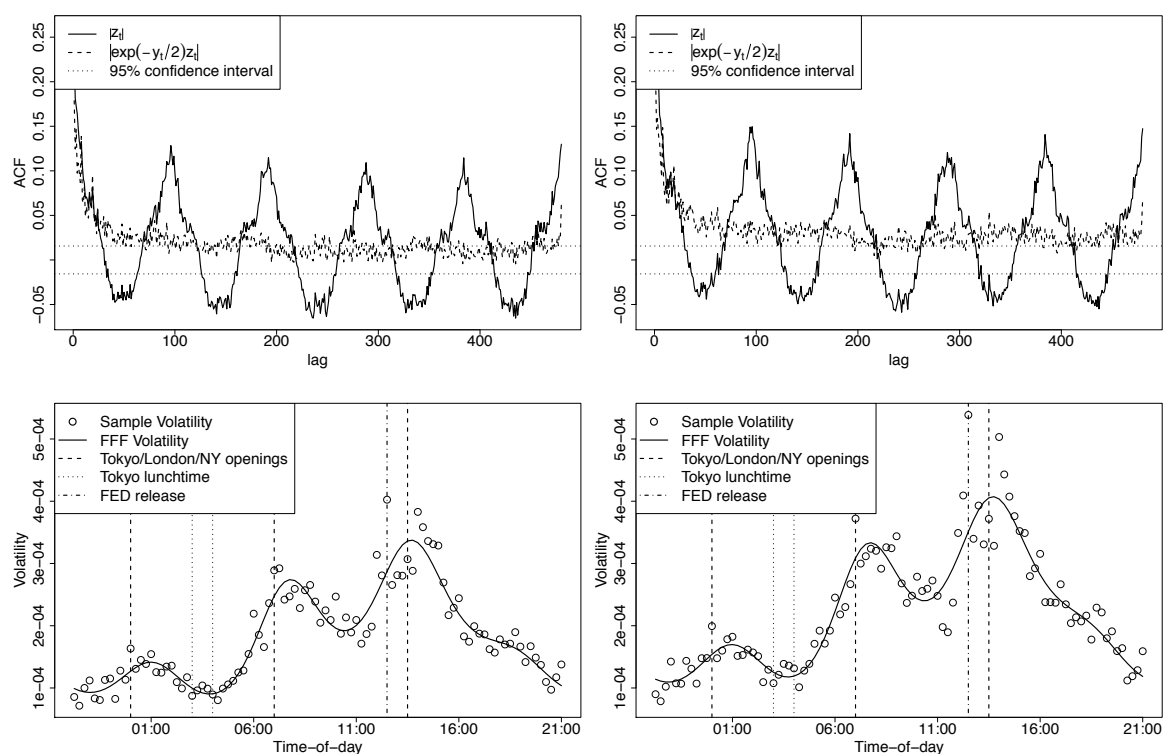 |z_t|
|exp(−y_t/2)z_t|
95% confidence interval
ACF
0.25
0.20
0.15
0.10
0.05
−0.05
0
100
200
300
400
lag
|z_t|
|exp(−y_t/2)z_t|
95% confidence interval
ACF
0.25
0.20
0.15
0.10
0.05
−0.05
0
100
200
300
400
lag
Sample Volatility
FFF Volatility
Tokyo/London/NY openings
Tokyo lunchtime
FED release
Volatility
5e−04
4e−04
3e−04
2e−04
1e−04
01:00
06:00
11:00
16:00
21:00
Time−of−day
Sample Volatility
FFF Volatility
Tokyo/London/NY openings
Tokyo lunchtime
FED release
Volatility
5e−04
4e−04
3e−04
2e−04
1e−04
01:00
06:00
11:00
16:00
21:00
Time−of−day